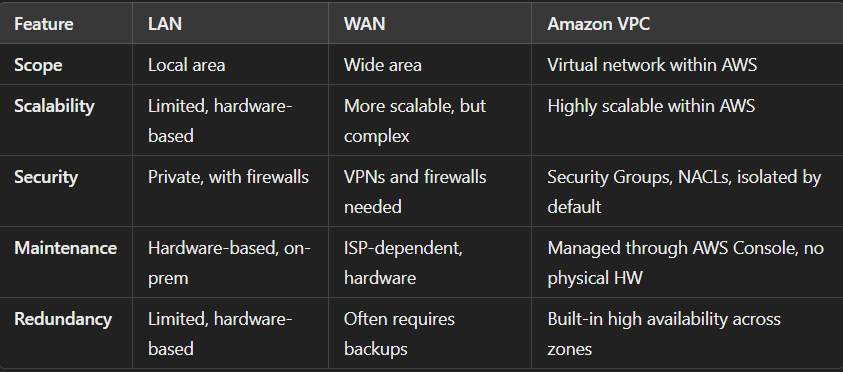 Feature LAN WAN Amazon VPC
Scope Local area Wide area Virtual network within AWS
Scalability Limited, hardware- More scalable, but Highly scalable within AWS
based complex
Security Private, with firewalls VPNs and firewalls Security Groups, NACLs, isolated by
needed default
Maintenance Hardware-based, on- ISP-dependent, Managed through AWS Console, no
prem hardware physical HW
Redundancy Limited, hardware- Often requires Built-in high availability across
based backups zones